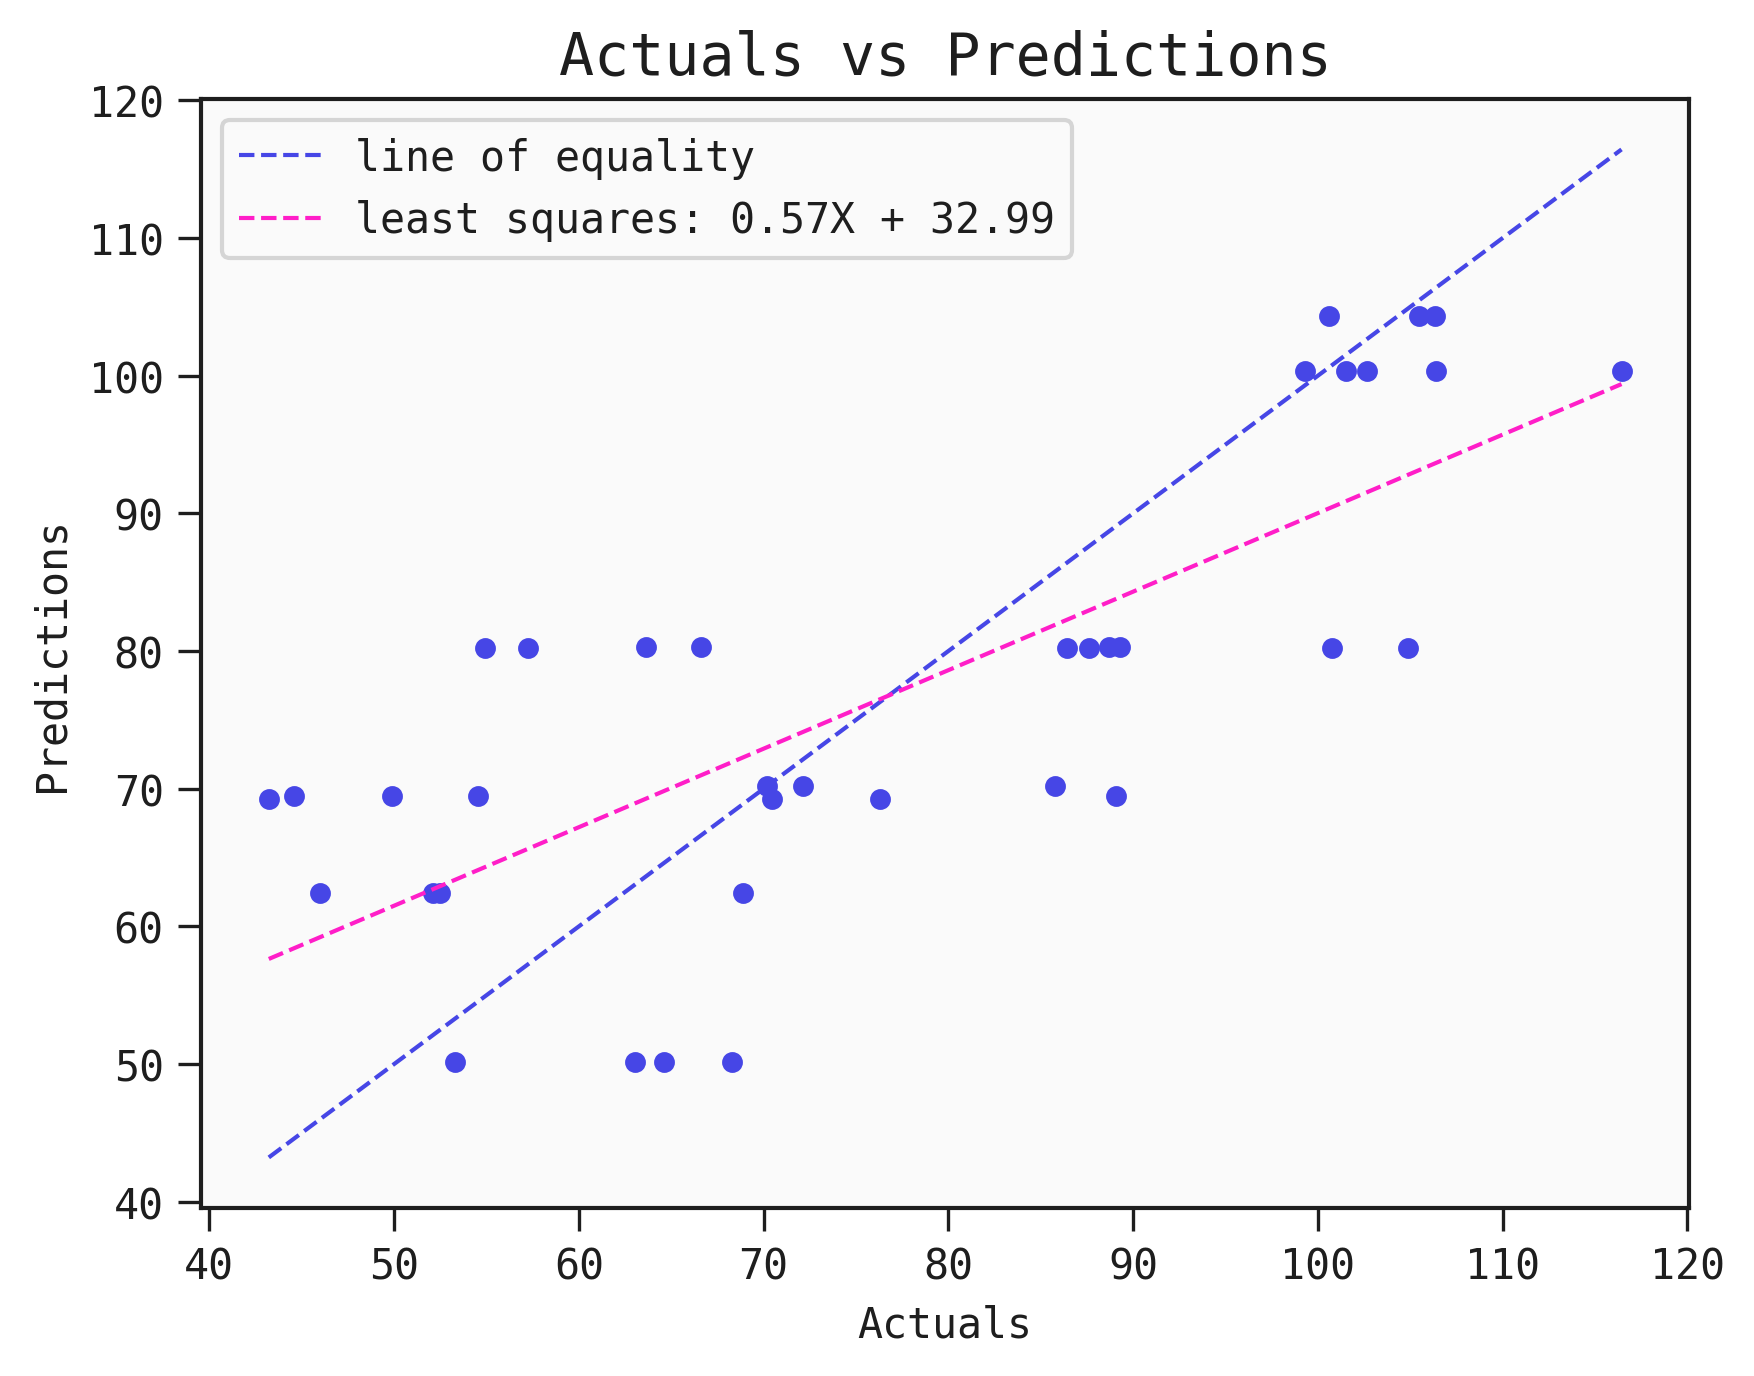 Actuals vs Predictions
line of equality
least squares: 0.57X + 32.99
120
110
100
90
80
70
60
50
40
Predictions
40 50 60 70 80 90 100 110 120
Actuals